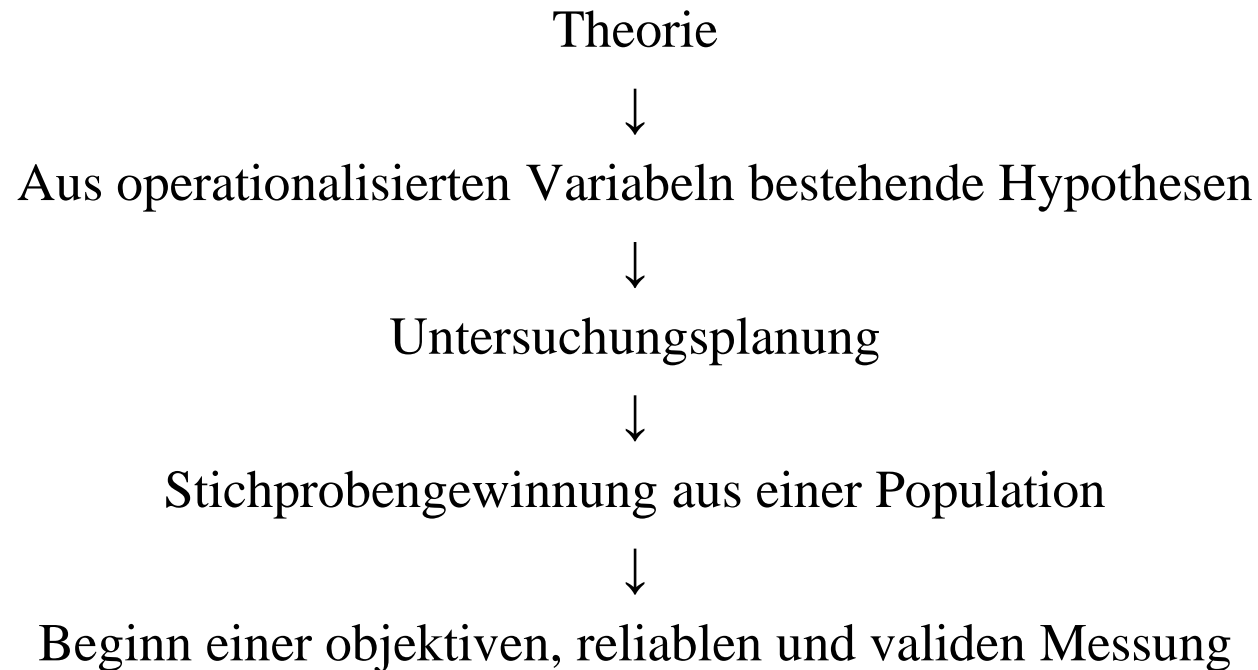 Theorie
↓
Aus operationalisierten Variabeln bestehende Hypothesen
↓
Untersuchungsplanung
↓
Stichprobengewinnung aus einer Population
↓
Beginn einer objektiven, reliablen und validen Messung